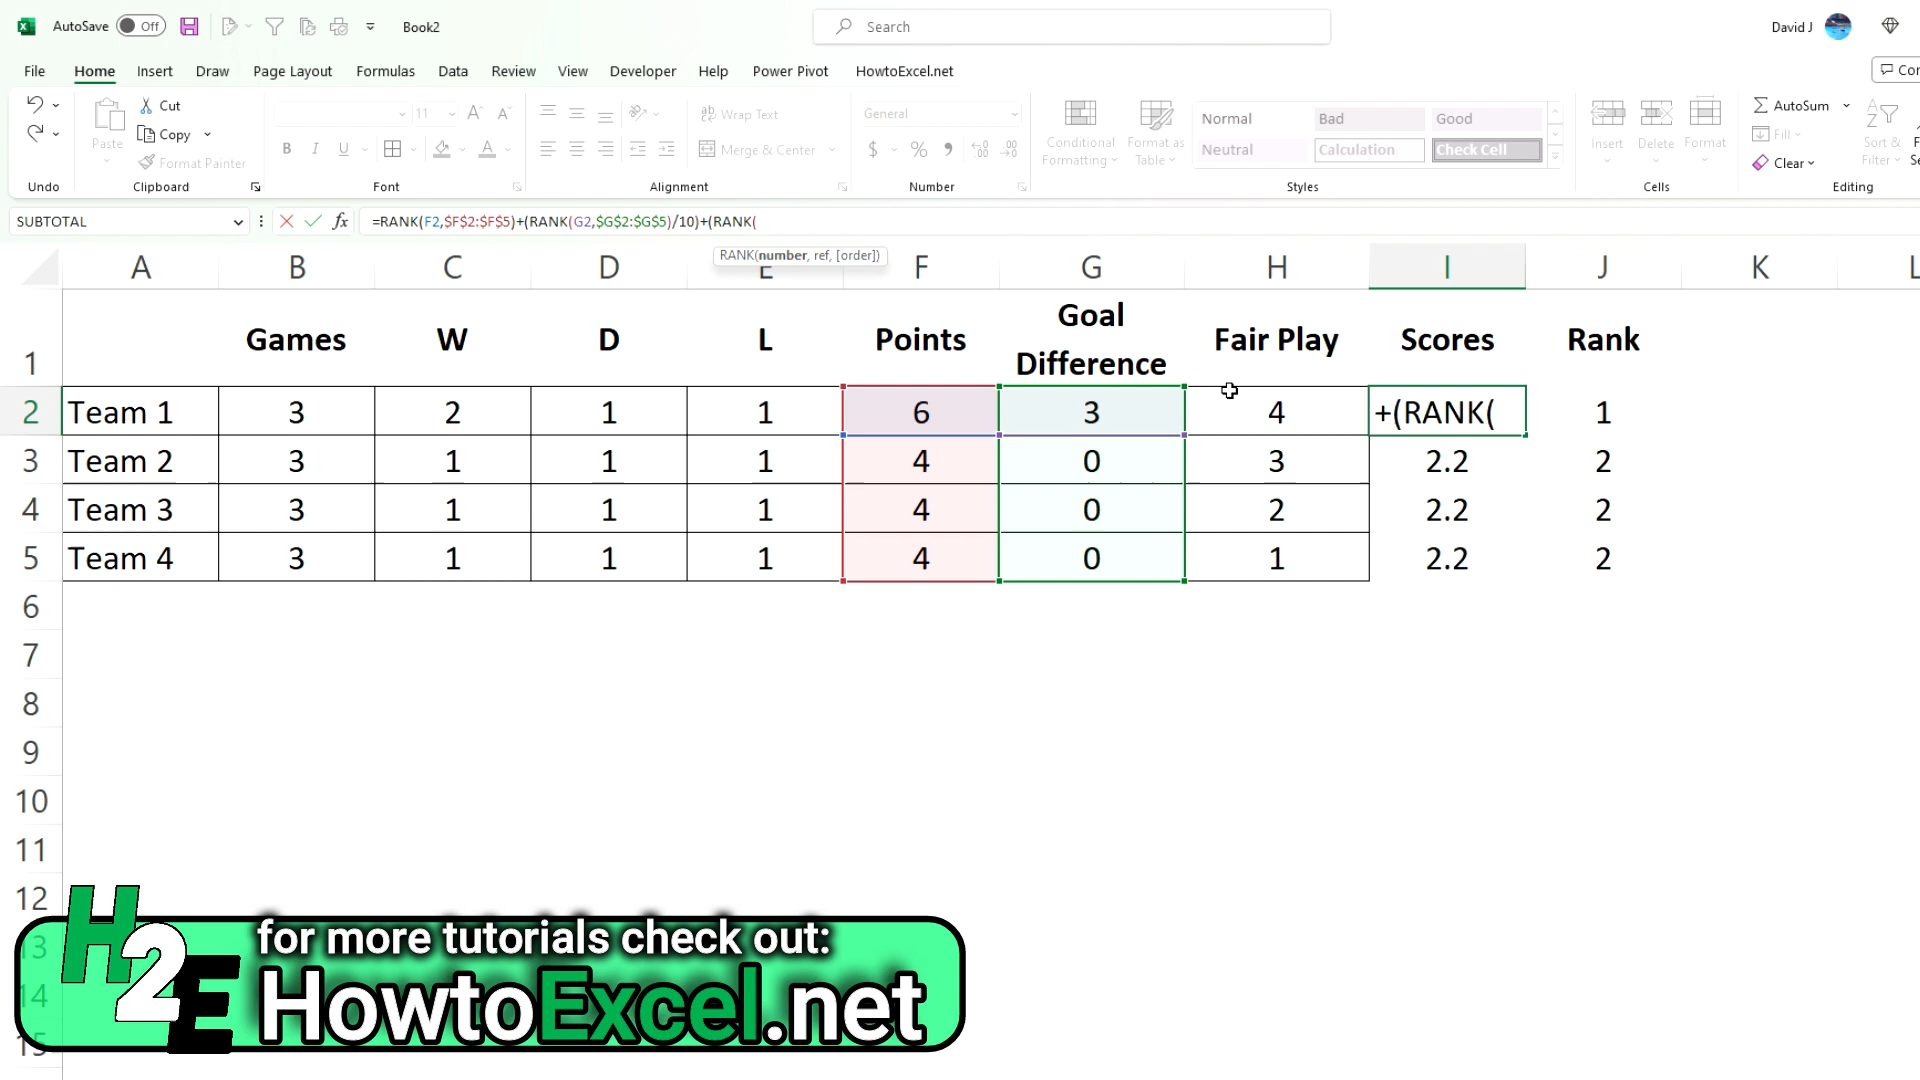 AutoSave Off Book2 Search David J
File Home Insert Draw Page Layout Formulas Data Review View Developer Help Power Pivot HowtoExcel.net
Cut
Copy
Format Painter
Paste
11
B I U
Wrap Text
Merge & Center
General
$ %
Conditional Formatting
Format as Table
Normal Bad Good
Neutral Calculation Check Cell
Insert Delete Format
AutoSum
Fill
Clear
Sort & Filter
Undo Clipboard Font Alignment Number Styles Cells Editing
SUBTOTAL fx =RANK(F2,$F$2:$F$5)+(RANK(G2,$G$2:$G$5)/10)+(RANK(
RANK(number, ref, [order])
A B C D E F G H I J K L
1 Games W D L Points Goal Difference Fair Play Scores Rank
2 Team 1 3 2 1 1 6 3 4 +(RANK( 1
3 Team 2 3 1 1 1 4 0 3 2.2 2
4 Team 3 3 1 1 1 4 0 2 2.2 2
5 Team 4 3 1 1 1 4 0 1 2.2 2
6
7
8
9
10
11
12
13
14
15
H2E
for more tutorials check out:
HowtoExcel.net